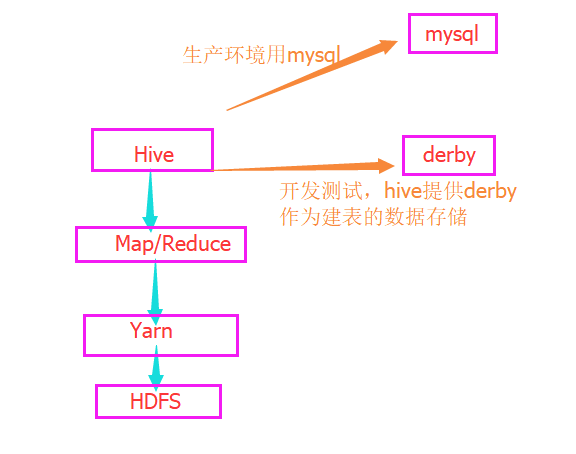 mysql
生产环境用mysql
Hive
derby
开发测试，hive提供derby
作为建表的数据存储
Map/Reduce
Yarn
HDFS